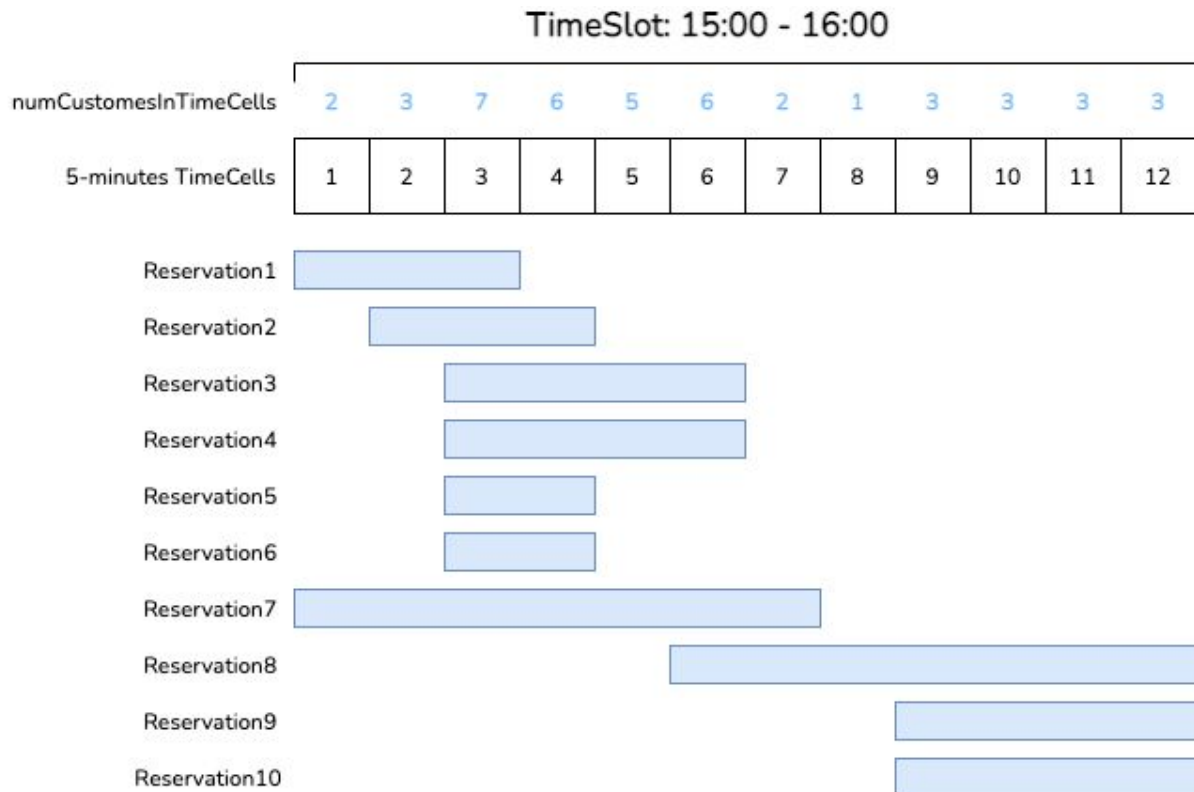 TimeSlot: 15:00 - 16:00
numCustomesInTimeCells 2 3 7 6 5 6 2 1 3 3 3 3
5-minutes TimeCells 1 2 3 4 5 6 7 8 9 10 11 12
Reservation1
Reservation2
Reservation3
Reservation4
Reservation5
Reservation6
Reservation7
Reservation8
Reservation9
Reservation10